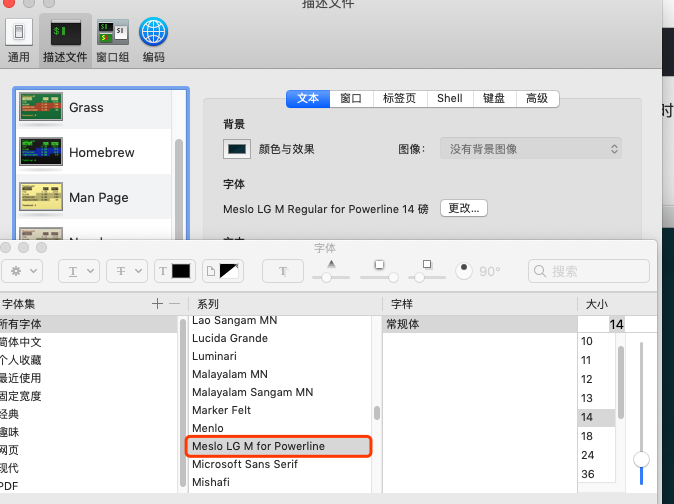 描述文件
通用 描述文件 窗口组 编码
Grass
Homebrew
Man Page
文本 窗口 标签页 Shell 键盘 高级
背景
颜色与效果 图像： 没有背景图像
字体
Meslo LG M Regular for Powerline 14 磅 更改...
字体
T T T T 90° 搜索
字体集 系列 字样 大小
所有字体
简体中文
个人收藏
最近使用
固定宽度
经典
趣味
网页
现代
PDF
Lao Sangam MN
Lucida Grande
Luminari
Malayalam MN
Malayalam Sangam MN
Marker Felt
Menlo
Meslo LG M for Powerline
Microsoft Sans Serif
Mishafi
常规体
14
10
11
12
13
14
18
24
36
时